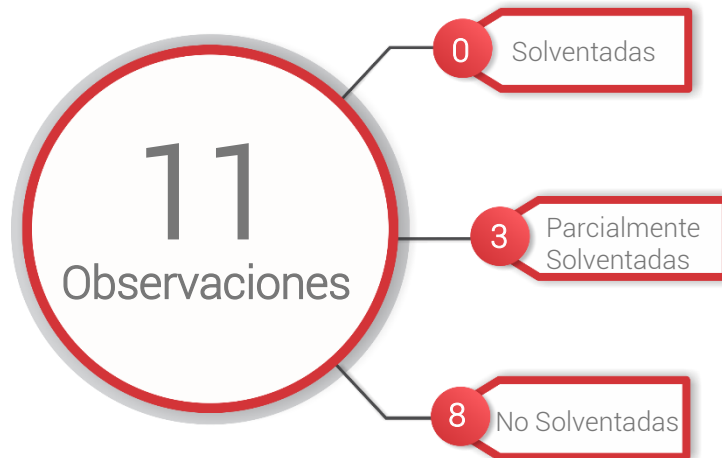 11
Observaciones
0
Solventadas
3
Parcialmente
Solventadas
8
No Solventadas